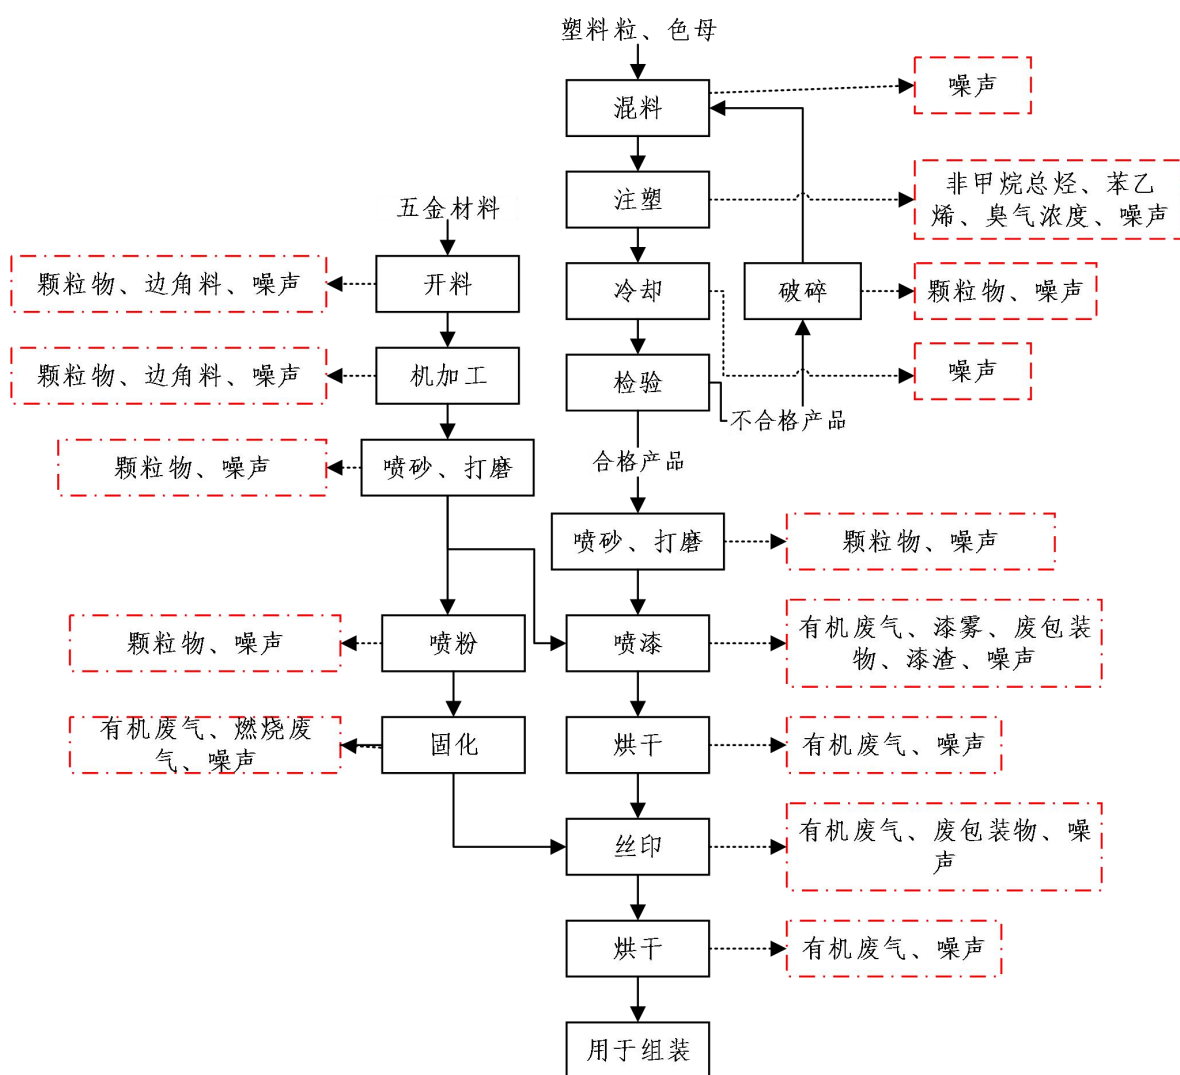 塑料粒、色母
混料
噪声
注塑
非甲烷总烃、苯乙
烯、臭气浓度、噪声
五金材料
颗粒物、边角料、噪声
开料
冷却
破碎
颗粒物、噪声
颗粒物、边角料、噪声
机加工
检验
噪声
不合格产品
颗粒物、噪声
喷砂、打磨
合格产品
喷砂、打磨
颗粒物、噪声
颗粒物、噪声
喷粉
喷漆
有机废气、漆雾、废包装
物、漆渣、噪声
有机废气、燃烧废
气、噪声
固化
烘干
有机废气、噪声
丝印
有机废气、废包装物、噪
声
烘干
有机废气、噪声
用于组装